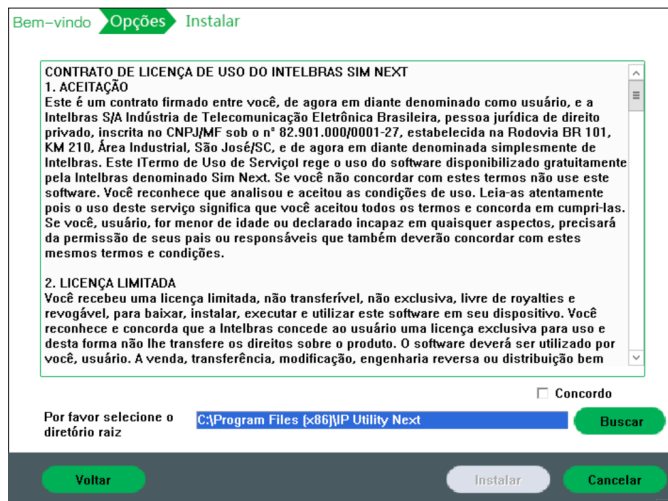 Bem-vindo Opções Instalar
CONTRATO DE LICENÇA DE USO DO INTELBRAS SIM NEXT
1. ACEITAÇÃO
Este é um contrato firmado entre você, de agora em diante denominado como usuário, e a
Intelbras S/A Indústria de Telecomunicação Eletrônica Brasileira, pessoa jurídica de direito
privado, inscrita no CNPJ/MF sob o n° 82.901.000/0001-27, estabelecida na Rodovia BR 101,
KM 210, Área Industrial, São José/SC, e de agora em diante denominada simplesmente de
Intelbras. Este lTermo de Uso de Serviçol rege o uso do software disponibilizado gratuitamente
pela Intelbras denominado Sim Next. Se você não concordar com estes termos não use este
software. Você reconhece que analisou e aceitou as condições de uso. Leia-as atentamente
pois o uso deste serviço significa que você aceitou todos os termos e concorda em cumpri-las.
Se você, usuário, for menor de idade ou declarado incapaz em quaisquer aspectos, precisará
da permissão de seus pais ou responsáveis que também deverão concordar com estes
mesmos termos e condições.
2. LICENÇA LIMITADA
Você recebeu uma licença limitada, não transferível, não exclusiva, livre de royalties e
revogável, para baixar, instalar, executar e utilizar este software em seu dispositivo. Você
reconhece e concorda que a Intelbras concede ao usuário uma licença exclusiva para uso e
desta forma não lhe transfere os direitos sobre o produto. O software deverá ser utilizado por
você, usuário. A venda, transferência, modificação, engenharia reversa ou distribuição bem
Concordo
Por favor selecione o
diretório raiz
C:\Program Files (x86)\IP Utility Next
Buscar
Voltar Instalar Cancelar